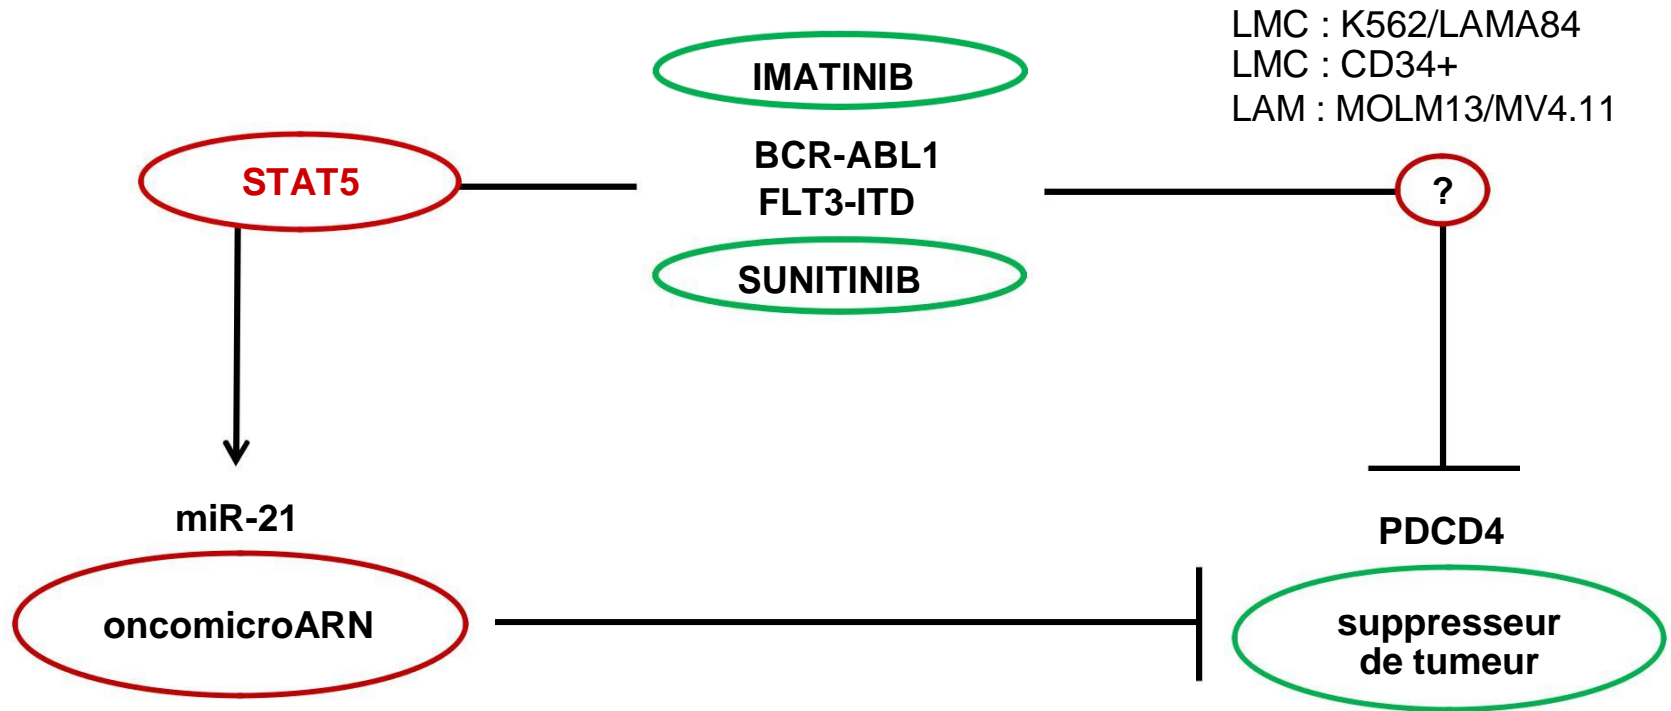 LMC : K562/LAMA84
LMC : CD34+
LAM : MOLM13/MV4.11
IMATINIB
BCR-ABL1
FLT3-ITD
SUNITINIB
STAT5
?
miR-21
oncomicroARN
PDCD4
suppresseur
de tumeur